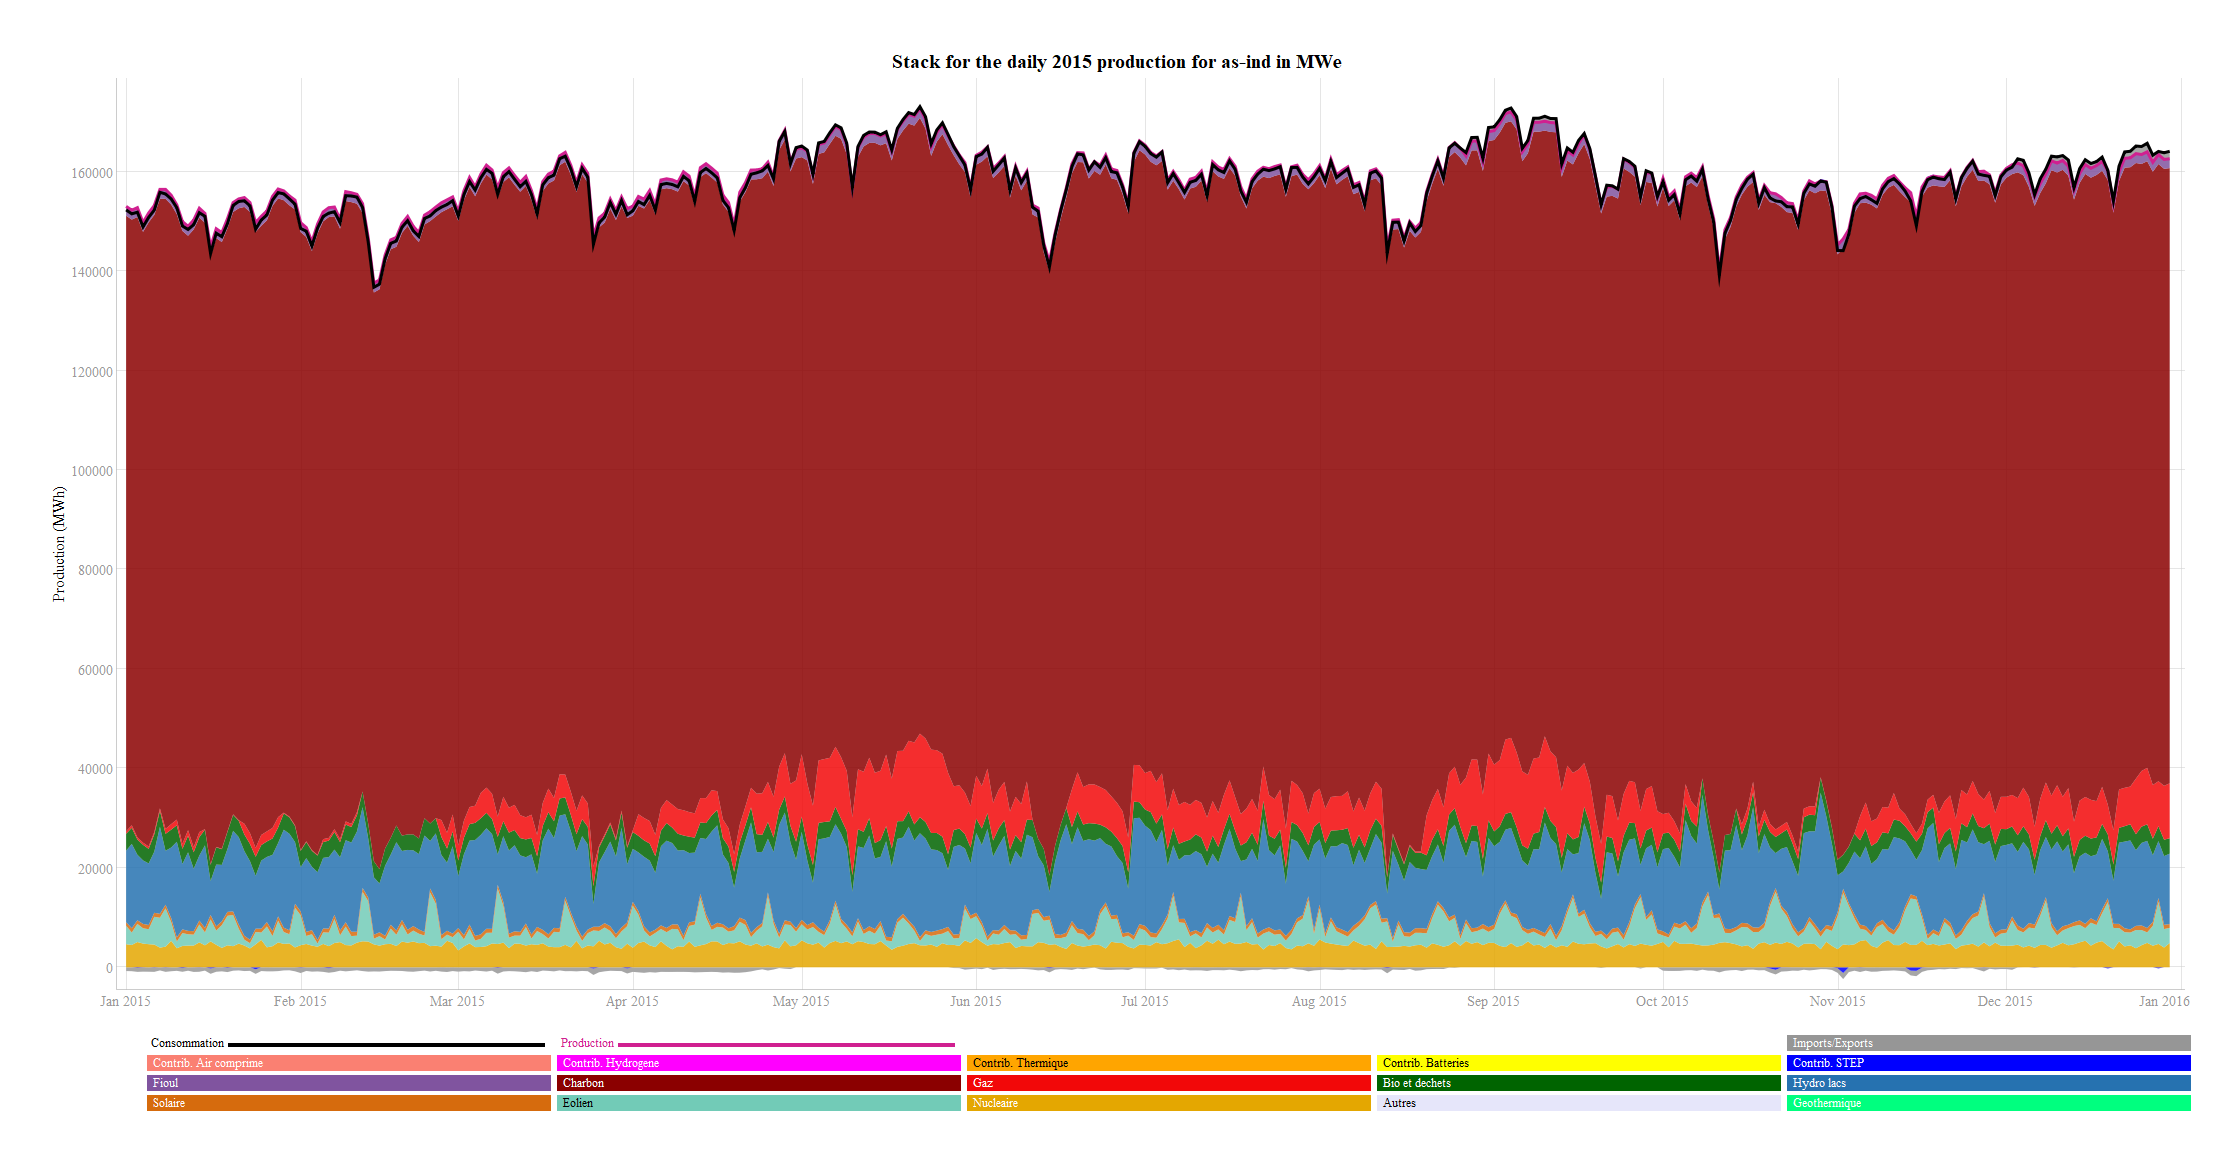 Stack for the daily 2015 production for as-ind in MWe
Production (MWh)
160000
140000
120000
100000
80000
60000
40000
20000
0
Jan 2015 Feb 2015 Mar 2015 Apr 2015 May 2015 Jun 2015 Jul 2015 Aug 2015 Sep 2015 Oct 2015 Nov 2015 Dec 2015 Jan 2016
Consommation Production Imports/Exports
Contrib. Air comprime Contrib. Hydrogene Contrib. Thermique Contrib. Batteries Contrib. STEP
Fioul Charbon Gaz Bio et dechets Hydro lacs
Solaire Eolien Nucleaire Autres Geothermique